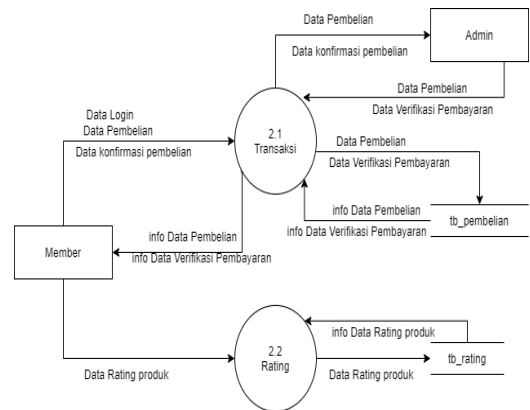 Data Pembelian
Admin
Data konfirmasi pembelian
Data Pembelian
Data Verifikasi Pembayaran
Data Login
Data Pembelian
Data konfirmasi pembelian
2.1
Transaksi
Data Pembelian
Data Verifikasi Pembayaran
info Data Pembelian
info Data Verifikasi Pembayaran
tb_pembelian
Member
info Data Pembelian
info Data Verifikasi Pembayaran
info Data Rating produk
2.2
Rating
tb_rating
Data Rating produk
Data Rating produk